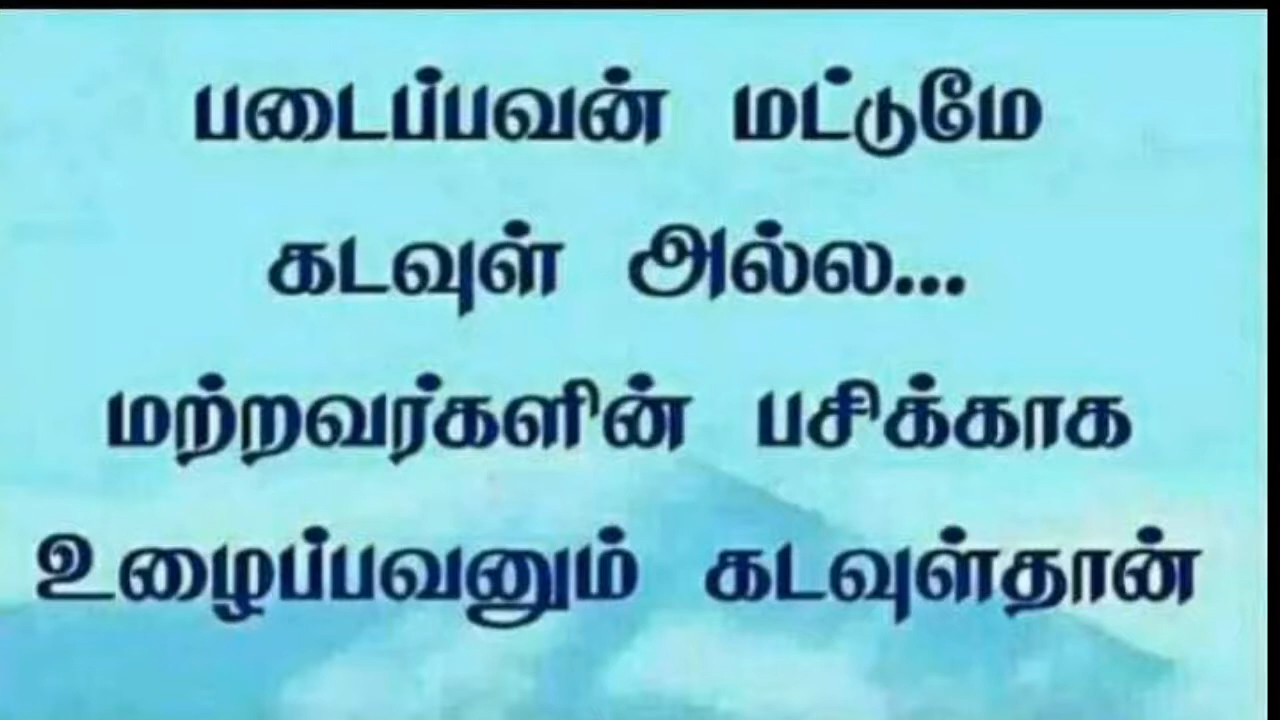 படைப்பவன் மட்டுமே
கடவுள் அல்ல...
மற்றவர்களின் பசிக்காக
உழைப்பவனும் கடவுள்தான்